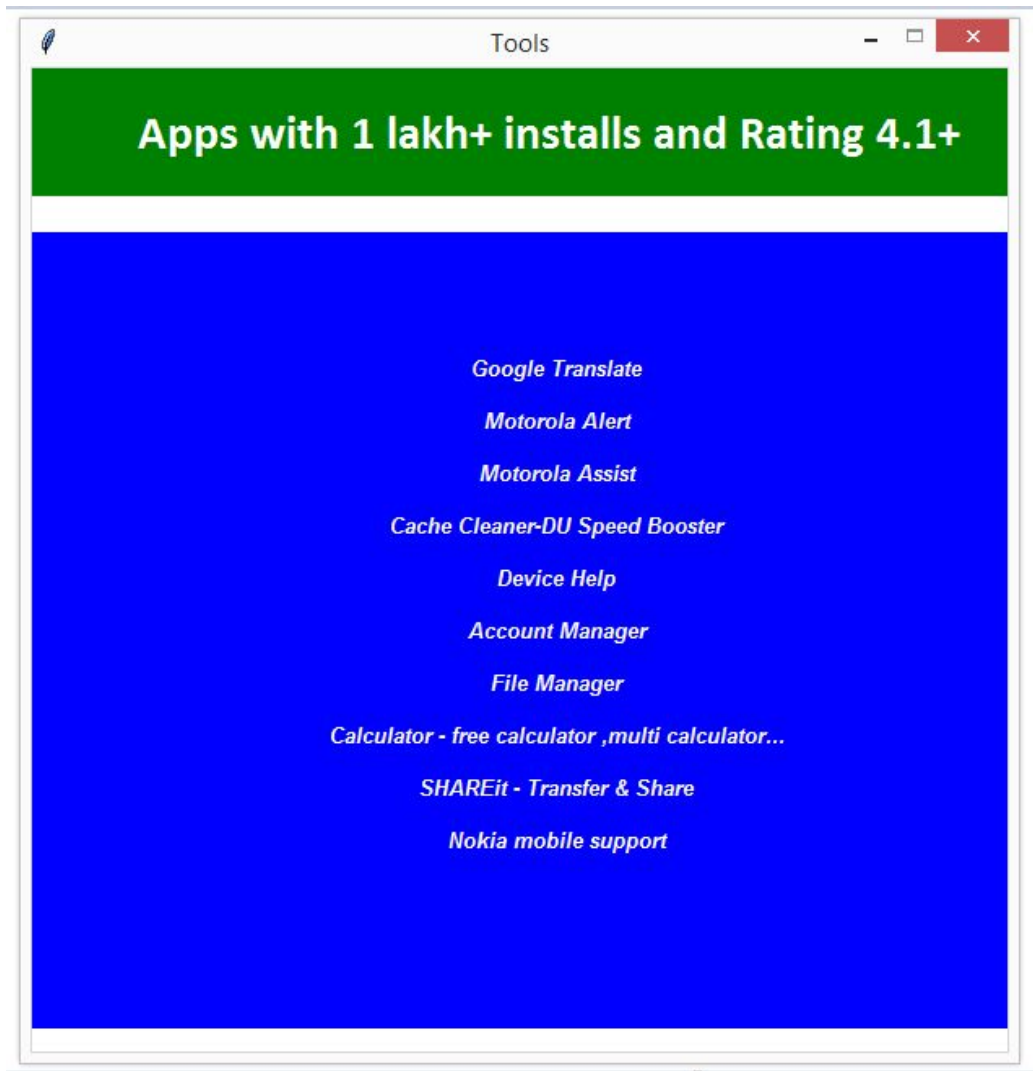 Tools
Apps with 1 lakh+ installs and Rating 4.1+
Google Translate
Motorola Alert
Motorola Assist
Cache Cleaner-DU Speed Booster
Device Help
Account Manager
File Manager
Calculator - free calculator ,multi calculator...
SHAREit - Transfer & Share
Nokia mobile support